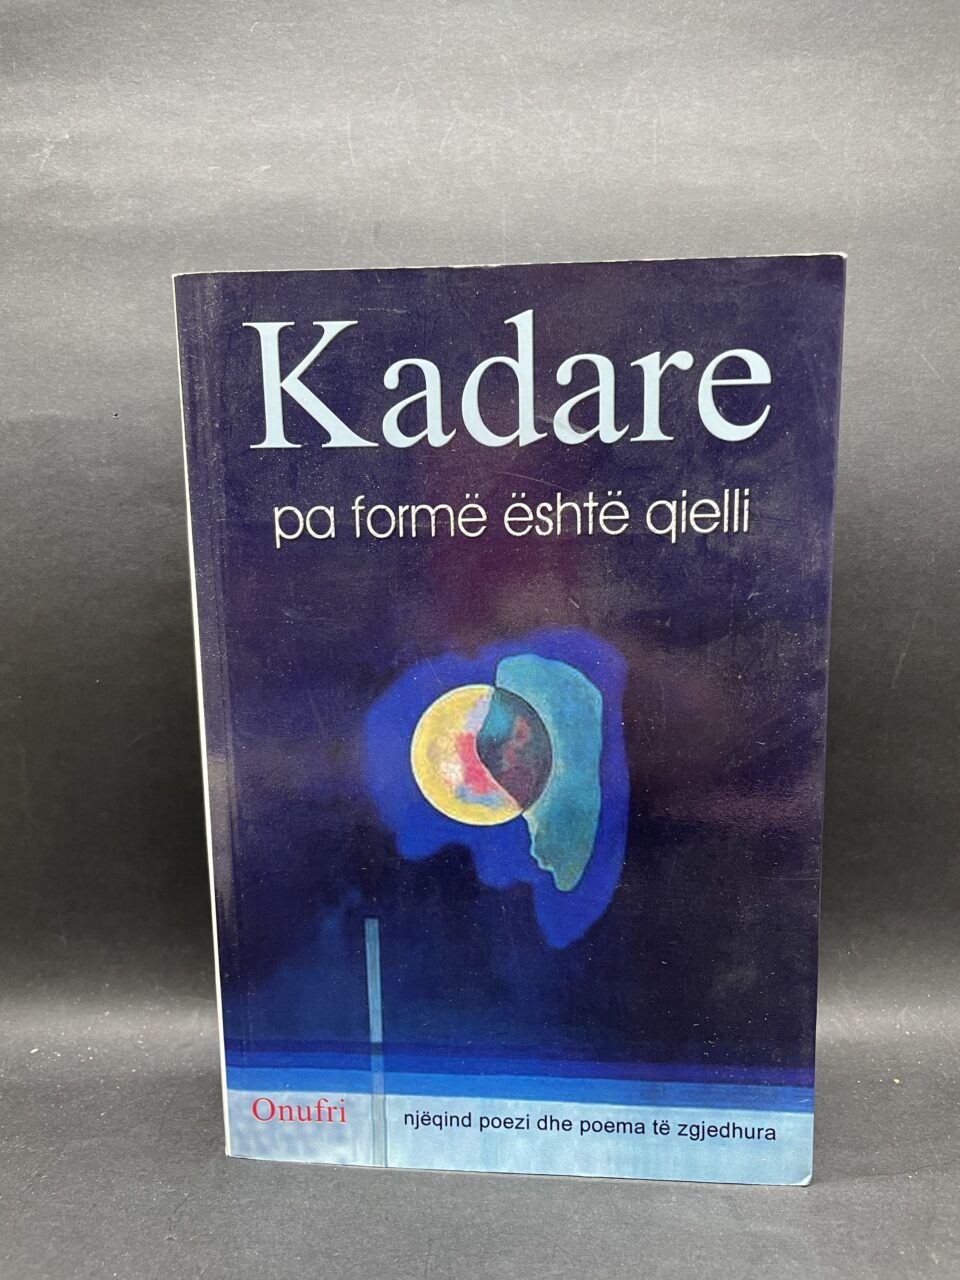 Kadare
pa formë është qielli
Onufri
njëqind poezi dhe poema të zgjedhura